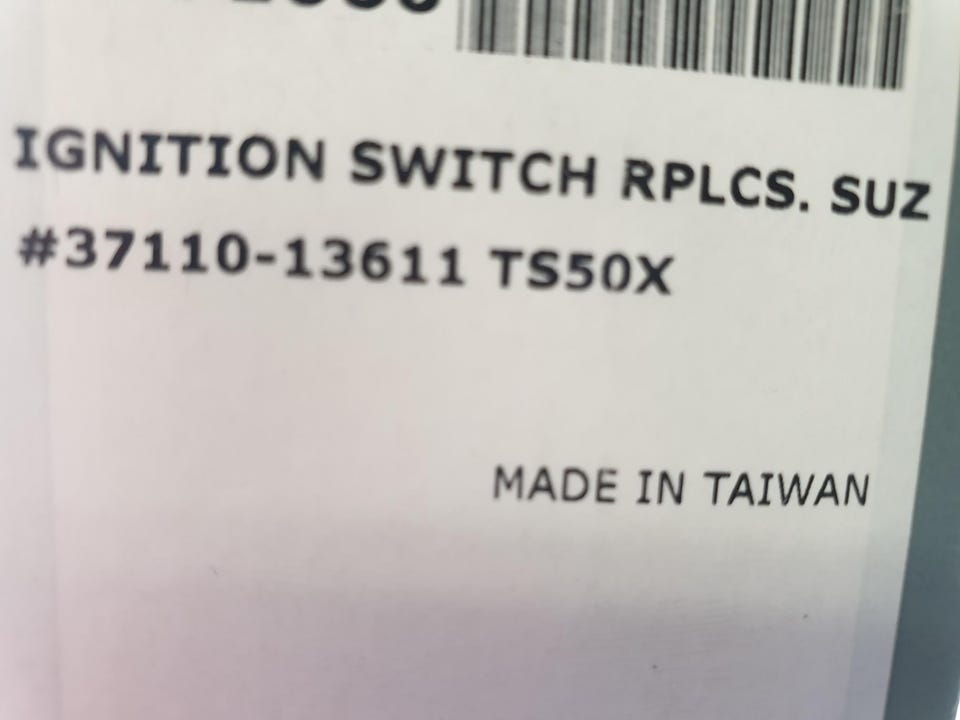 IGNITION SWITCH RPLCS. SUZ
#37110-13611 TS50X
MADE IN TAIWAN